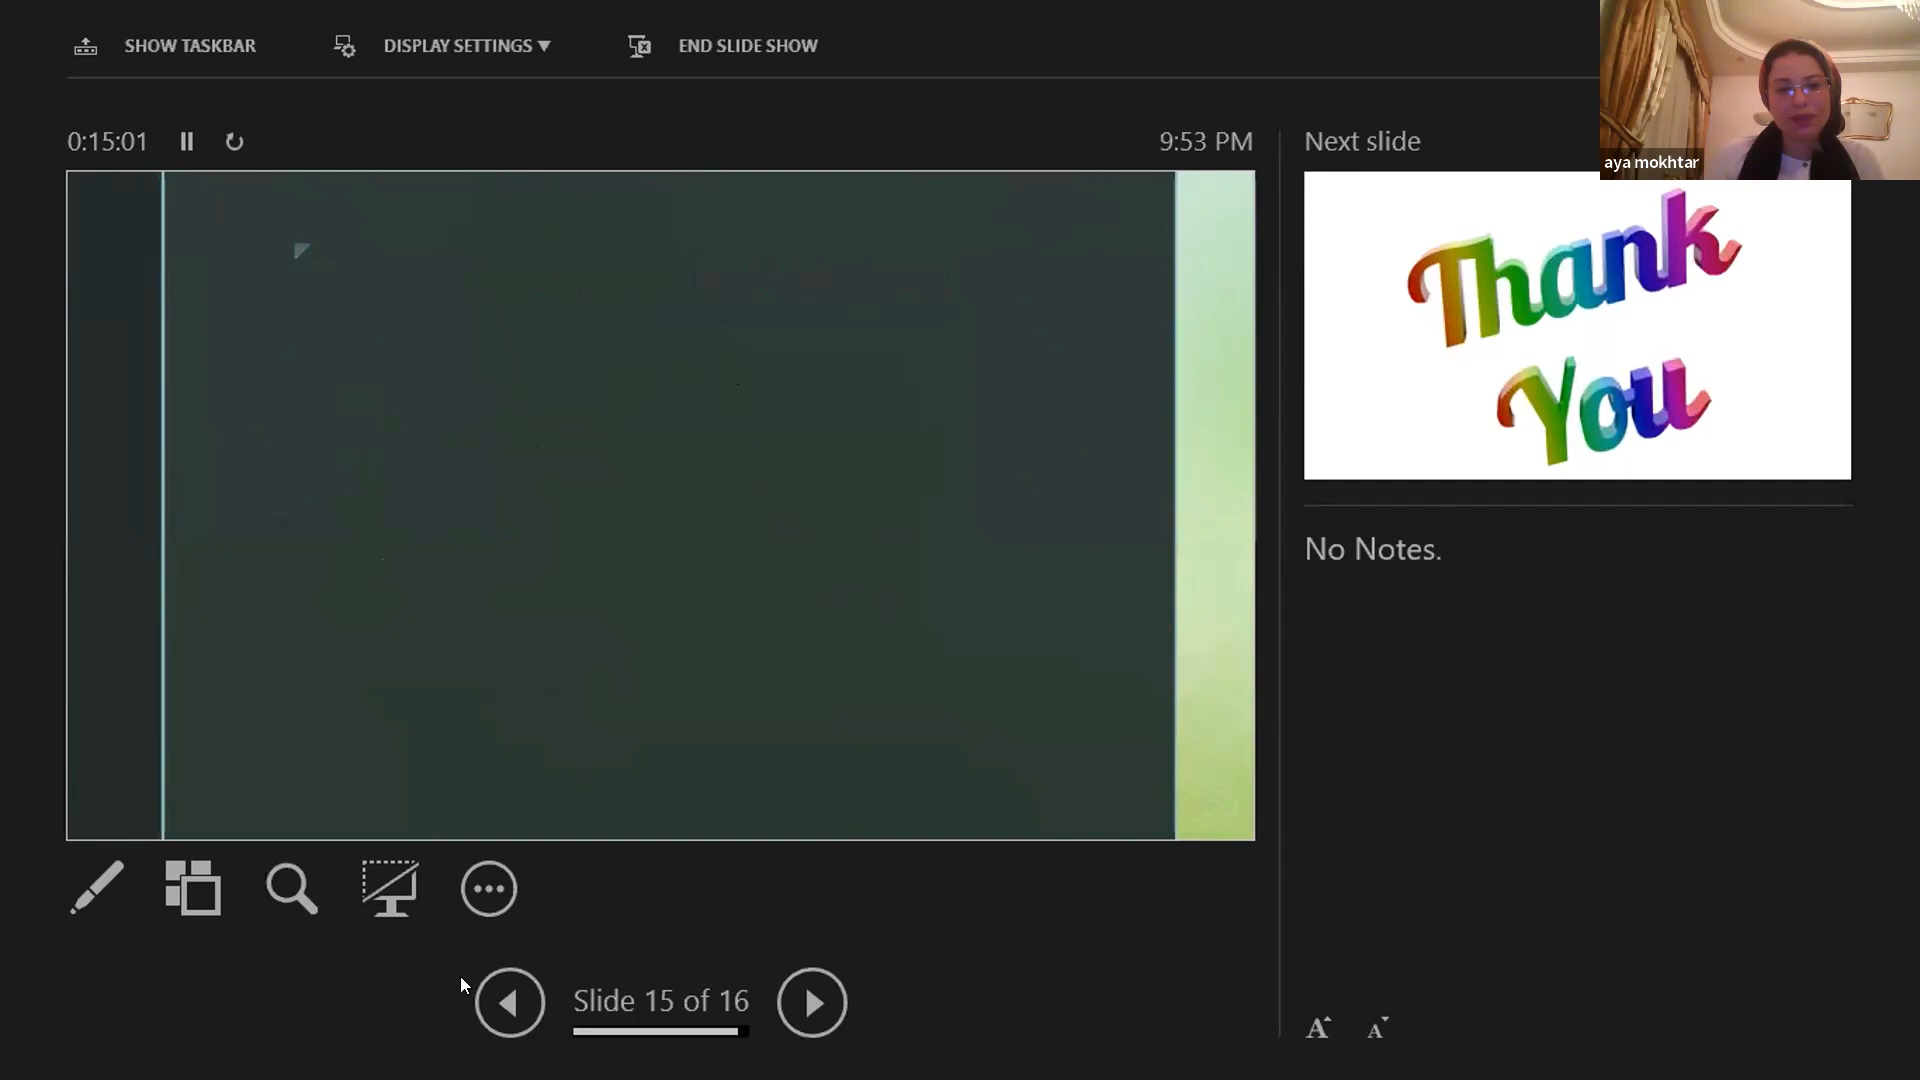 SHOW TASKBAR
DISPLAY SETTINGS
END SLIDE SHOW
aya mokhtar
0:15:01
9:53 PM
Next slide
Thank
You
No Notes.
Slide 15 of 16
A A